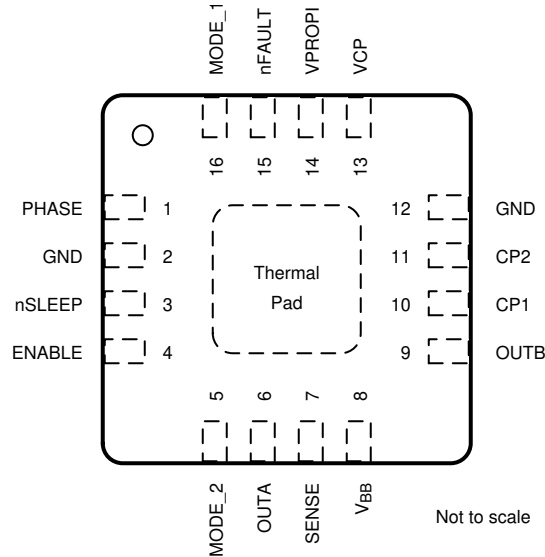 MODE_1
nFAULT
VPROPI
VCP
16
15
14
13
PHASE 1
GND 2
nSLEEP 3
ENABLE 4
Thermal
Pad
12 GND
11 CP2
10 CP1
9 OUTB
5
6
7
8
MODE_2
OUTA
SENSE
VBB
Not to scale